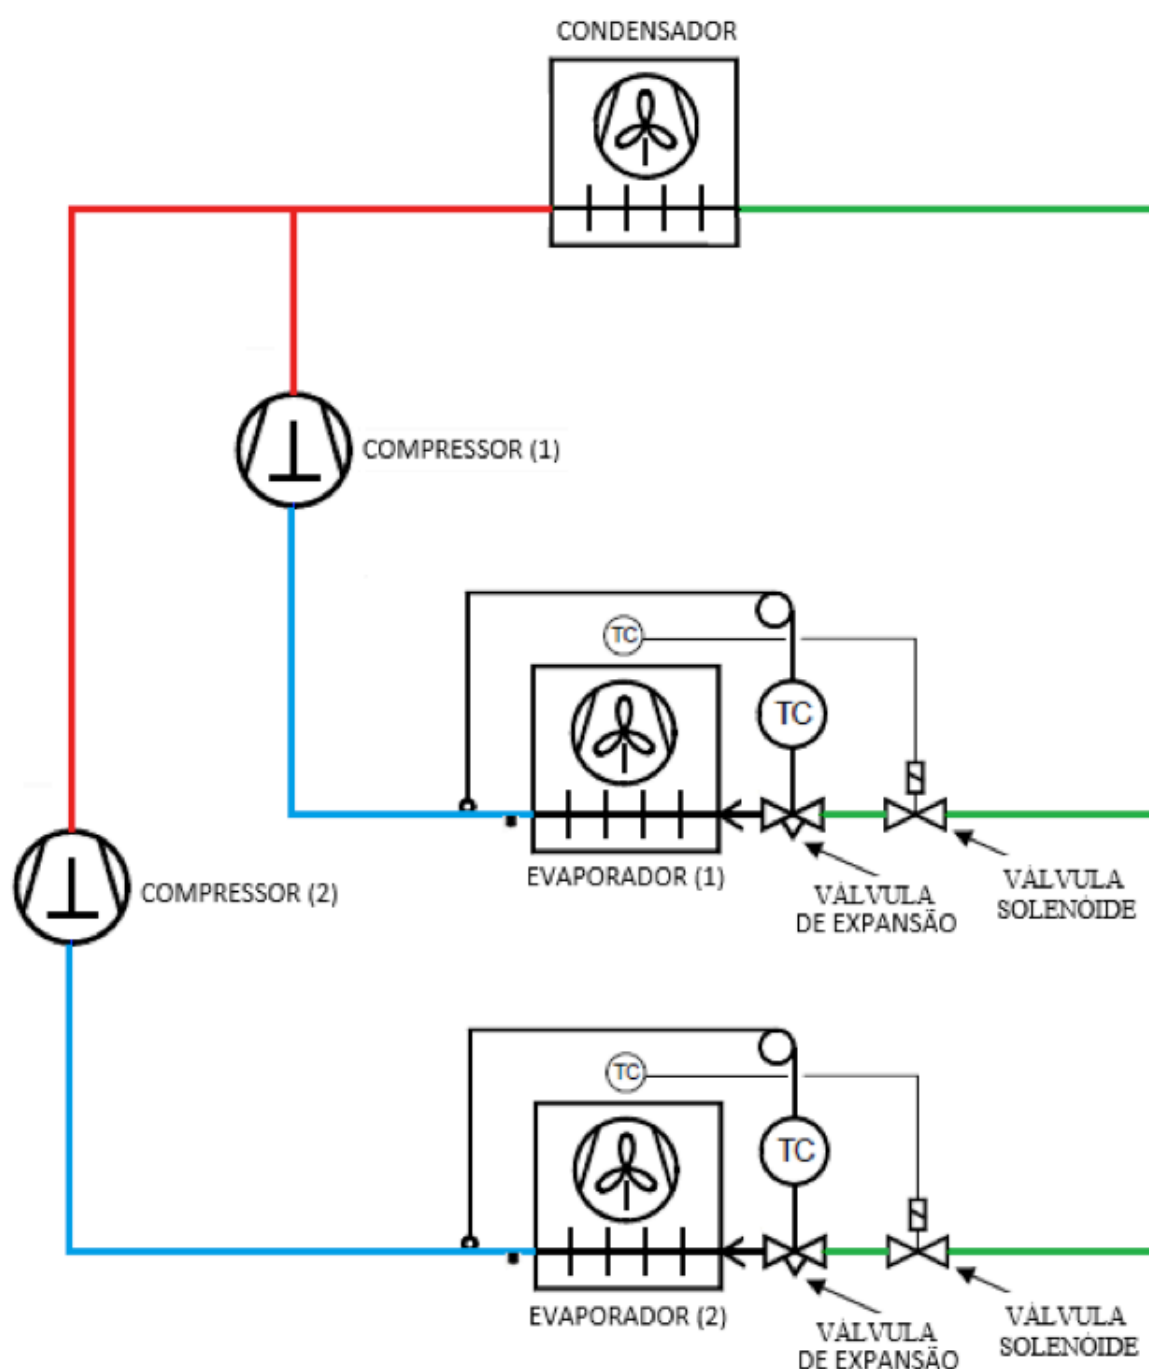 CONDENSADOR
COMPRESSOR (1)
TC
TC
EVAPORADOR (1)
VÁLVULA
DE EXPANSÃO
VÁLVULA
SOLENÓIDE
COMPRESSOR (2)
TC
TC
EVAPORADOR (2)
VÁLVULA
DE EXPANSÃO
VÁLVULA
SOLENÓIDE